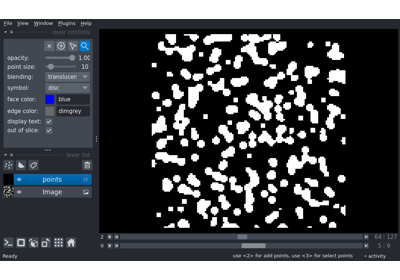 File View Window Plugins Help
layer controls
opacity: 1.00
point size: 10
blending: translucen
symbol: disc
face color: blue
edge color: dimgrey
display text:
out of slice:
layer list
points
Image
2 64 127
0 5 9
Ready use <2> for add points, use <3> for select points activity